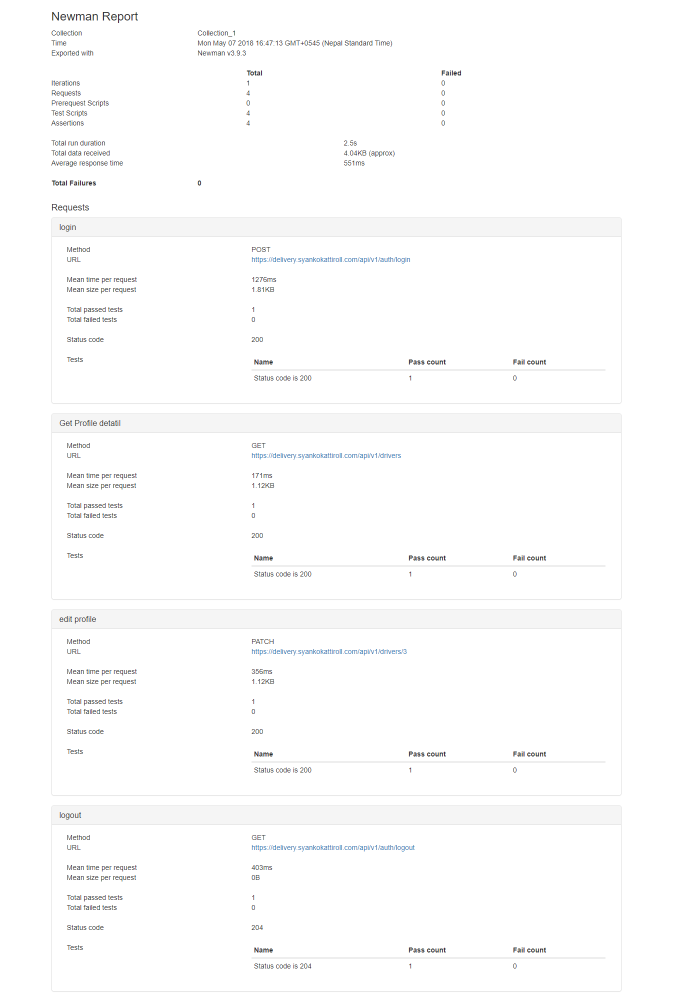 Newman Report
Collection Collection_1
Time Mon May 07 2018 16:47:13 GMT+0545 (Nepal Standard Time)
Exported with Newman v3.9.3
Total Failed
Iterations 1 0
Requests 4 0
Prerequest Scripts 0 0
Test Scripts 4 0
Assertions 4 0
Total run duration 2.5s
Total data received 4.04KB (approx)
Average response time 551ms
Total Failures 0
Requests
login
Method POST
URL https://delivery.syankokattiroll.com/api/v1/auth/login
Mean time per request 1276ms
Mean size per request 1.81KB
Total passed tests 1
Total failed tests 0
Status code 200
Tests
Name Pass count Fail count
Status code is 200 1 0
Get Profile detatil
Method GET
URL https://delivery.syankokattiroll.com/api/v1/drivers
Mean time per request 171ms
Mean size per request 1.12KB
Total passed tests 1
Total failed tests 0
Status code 200
Tests
Name Pass count Fail count
Status code is 200 1 0
edit profile
Method PATCH
URL https://delivery.syankokattiroll.com/api/v1/drivers/3
Mean time per request 356ms
Mean size per request 1.12KB
Total passed tests 1
Total failed tests 0
Status code 200
Tests
Name Pass count Fail count
Status code is 200 1 0
logout
Method GET
URL https://delivery.syankokattiroll.com/api/v1/auth/logout
Mean time per request 403ms
Mean size per request 0B
Total passed tests 1
Total failed tests 0
Status code 204
Tests
Name Pass count Fail count
Status code is 204 1 0